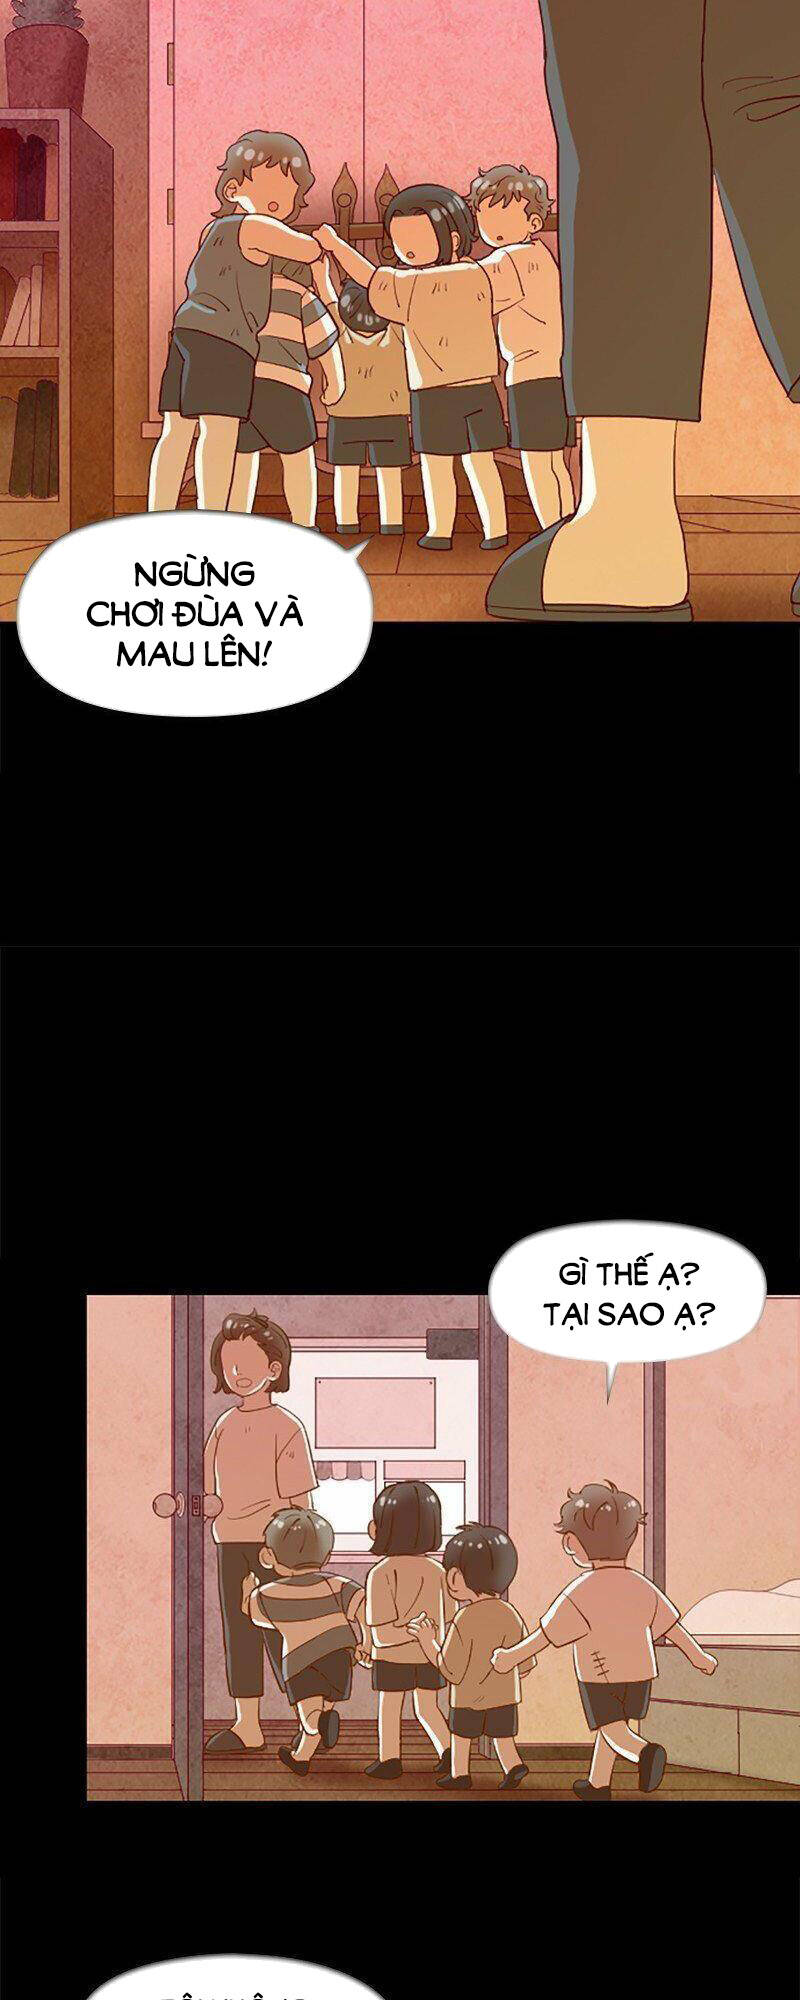 NGỪNG
CHƠI ĐÙA VÀ
MAU LÊN!
GÌ THẾ Ạ?
TẠI SAO Ạ?